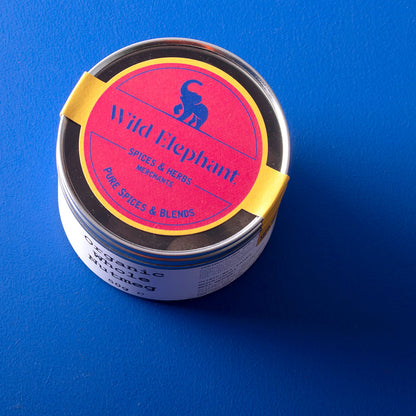 Wild Elephant
SPICES & HERBS
MERCHANTS
PURE SPICES & BLENDS
Organic
Whole
Nutmeg